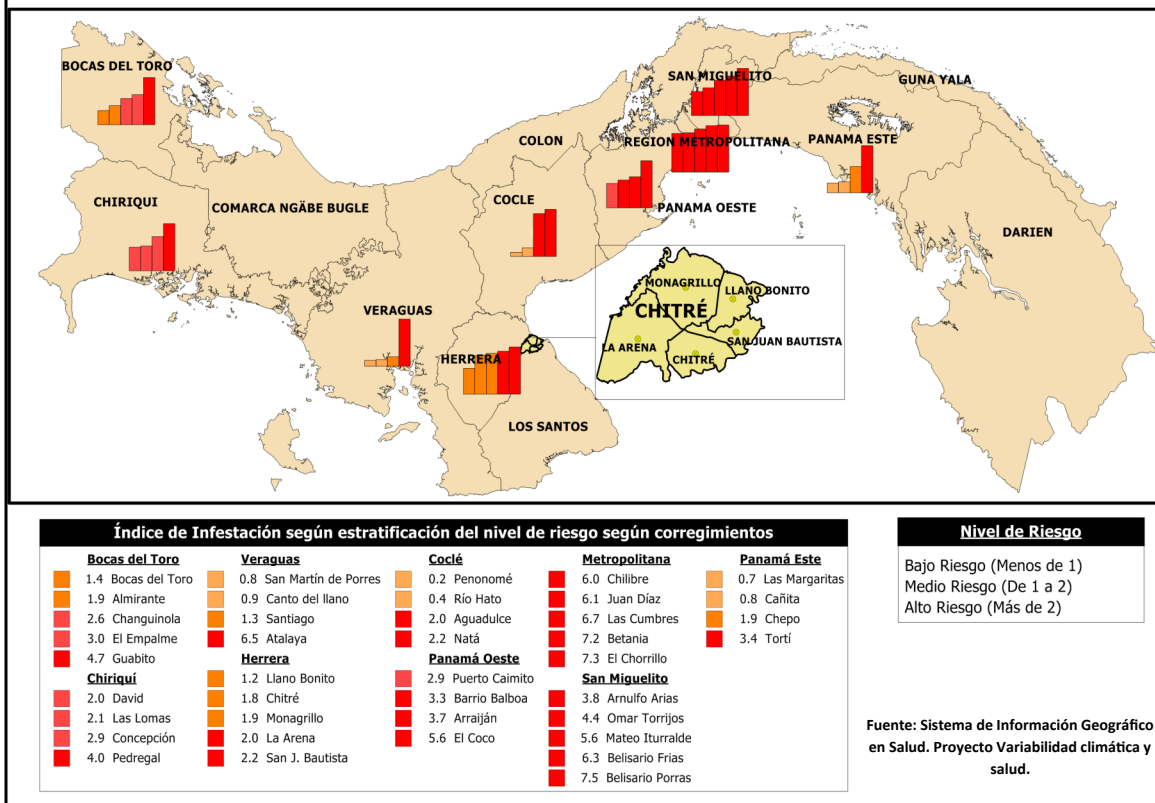 BOCAS DEL TORO
SAN MIGUELITO
GUNA YALA
COLON
REGION METROPOLITANA
PANAMA ESTE
CHIRIQUI
COMARCA NGÄBE BUGLE
COCLE
PANAMA OESTE
DARIEN
MONAGRILLO
LLANO BONITO
CHITRÉ
VERAGUAS
SAN JUAN BAUTISTA
LA ARENA
CHITRÉ
HERRERA
LOS SANTOS
Índice de Infestación según estratificación del nivel de riesgo según corregimientos
Bocas del Toro
1.4 Bocas del Toro
1.9 Almirante
2.6 Changuinola
3.0 El Empalme
4.7 Guabito
Chiriquí
2.0 David
2.1 Las Lomas
2.9 Concepción
4.0 Pedregal
Veraguas
0.8 San Martín de Porres
0.9 Canto del llano
1.3 Santiago
6.5 Atalaya
Herrera
1.2 Llano Bonito
1.8 Chitré
1.9 Monagrillo
2.0 La Arena
2.2 San J. Bautista
Coclé
0.2 Penonomé
0.4 Río Hato
2.0 Aguadulce
2.2 Natá
Panamá Oeste
2.9 Puerto Caimito
3.3 Barrio Balboa
3.7 Arraiján
5.6 El Coco
Metropolitana
6.0 Chilibre
6.1 Juan Díaz
6.7 Las Cumbres
7.2 Betania
7.3 El Chorrillo
San Miguelito
3.8 Arnulfo Arias
4.4 Omar Torrijos
5.6 Mateo Iturralde
6.3 Belisario Frias
7.5 Belisario Porras
Panamá Este
0.7 Las Margaritas
0.8 Cañita
1.9 Chepo
3.4 Tortí
Nivel de Riesgo
Bajo Riesgo (Menos de 1)
Medio Riesgo (De 1 a 2)
Alto Riesgo (Más de 2)
Fuente: Sistema de Información Geográfico
en Salud. Proyecto Variabilidad climática y
salud.